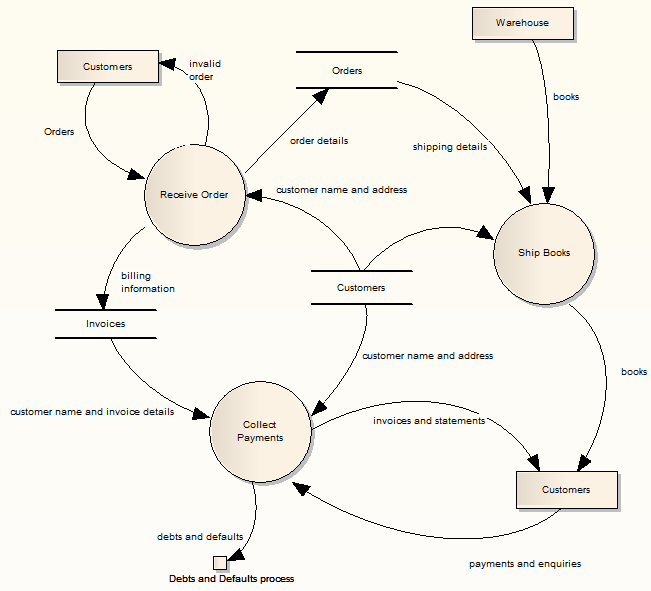 Warehouse
Customers
invalid
order
Orders
books
Orders
order details
shipping details
Receive Order
customer name and address
Ship Books
billing
information
Customers
Invoices
customer name and address
books
customer name and invoice details
Collect
Payments
invoices and statements
Customers
debts and defaults
payments and enquiries
Debts and Defaults process